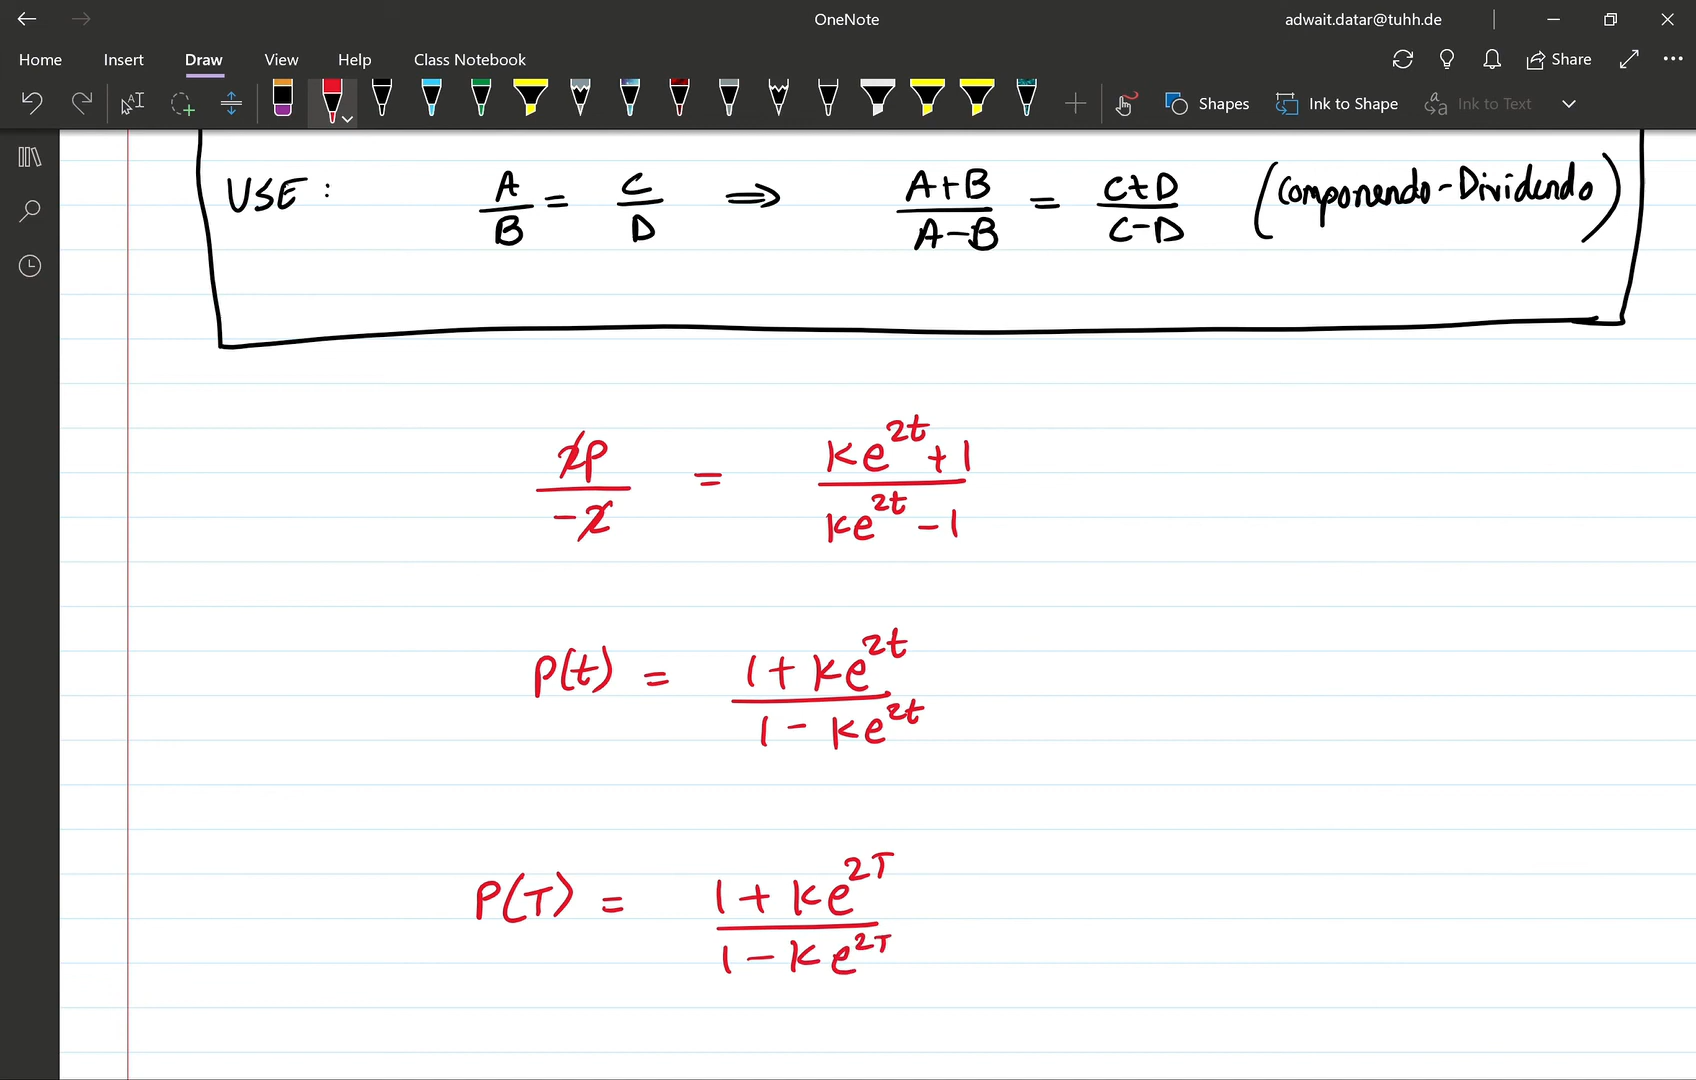 OneNote
adwait.datar@tuhh.de
Home Insert Draw View Help Class Notebook Share
Shapes Ink to Shape Ink to Text
USE : A/B = C/D ⇒ A+B/A-B = C+D/C-D (Componendo-Dividendo)
2P/-2 = ke^2t + 1/ke^2t - 1
P(t) = 1 + ke^2t/1 - ke^2t
P(T) = 1 + ke^2T/1 - ke^2T